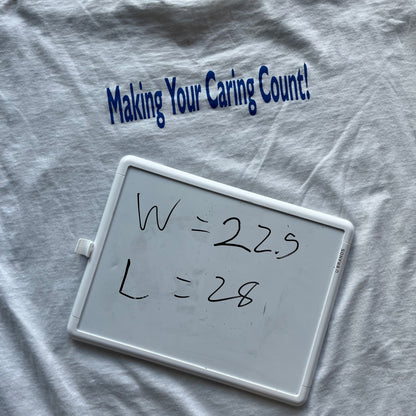 Making Your Caring Count!
W = 22.5
L = 28